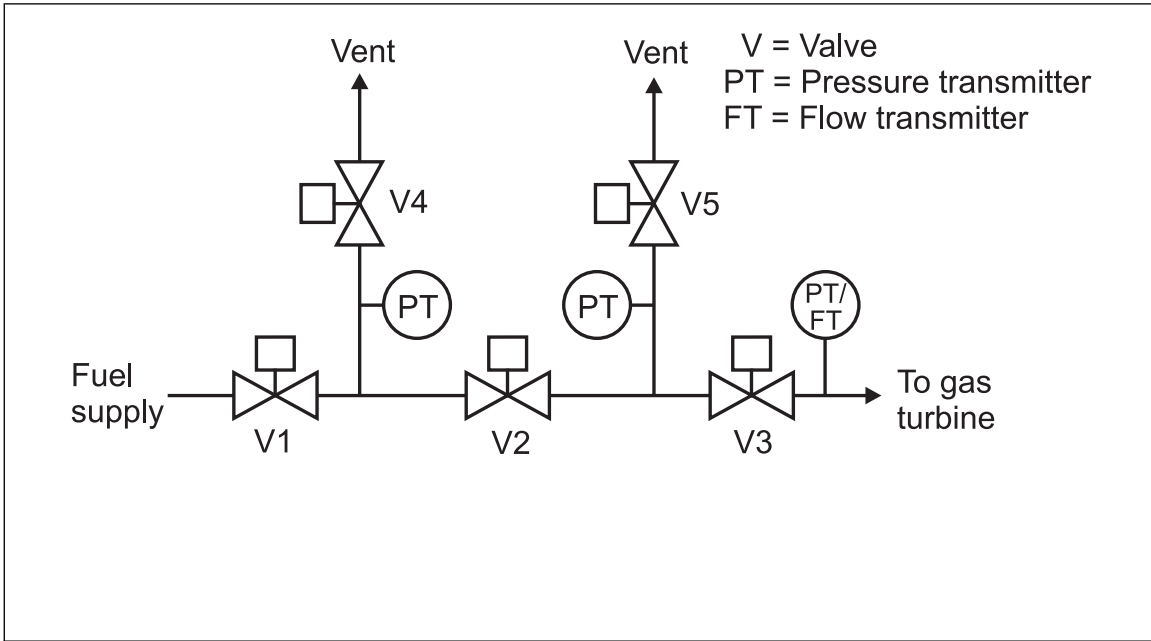 Vent
Vent
V = Valve
PT = Pressure transmitter
FT = Flow transmitter
V4
V5
PT
PT
PT/
FT
Fuel
supply
To gas
turbine
V1
V2
V3